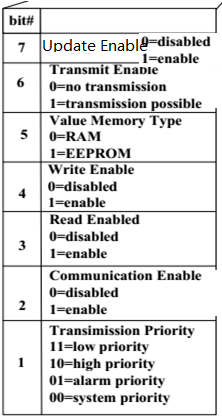 bit#
7 Update Enable 0=disabled
1=enable
6 Transmit Enable
0=no transmission
1=transmission possible
5 Value Memory Type
0=RAM
1=EEPROM
4 Write Enable
0=disabled
1=enable
3 Read Enabled
0=disabled
1=enable
2 Communication Enable
0=disabled
1=enable
1 Transimission Priority
11=low priority
10=high priority
01=alarm priority
00=system priority